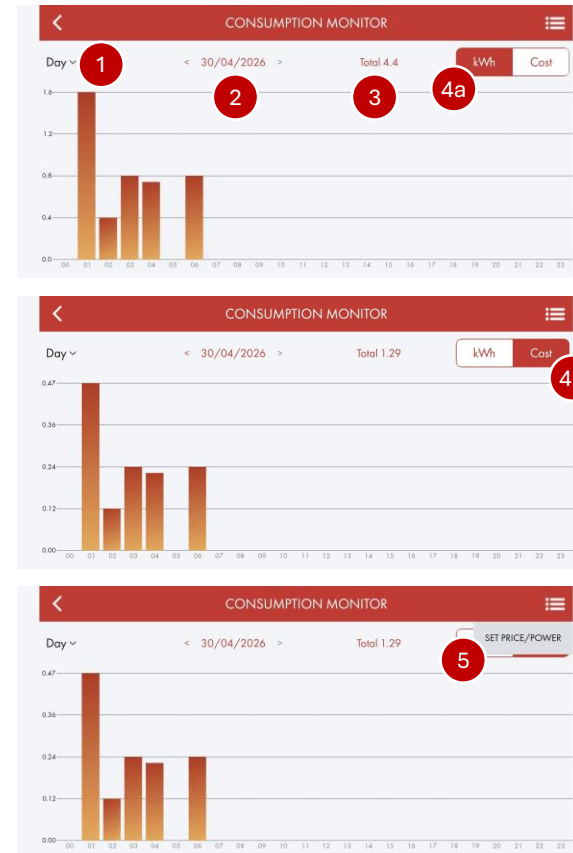 CONSUMPTION MONITOR
Day 1 < 30/04/2026 > Total 4.4 kWh Cost
2 3 4a
1.6
1.2
0.8
0.4
0.0
00 01 02 03 04 05 06 07 08 09 10 11 12 13 14 15 16 17 18 19 20 21 22 23
CONSUMPTION MONITOR
Day < 30/04/2026 > Total 1.29 kWh Cost
4
0.47
0.36
0.24
0.12
0.00
00 01 02 03 04 05 06 07 08 09 10 11 12 13 14 15 16 17 18 19 20 21 22 23
CONSUMPTION MONITOR
SET PRICE/POWER
Day < 30/04/2026 > Total 1.29
5
0.47
0.36
0.24
0.12
0.00
00 01 02 03 04 05 06 07 08 09 10 11 12 13 14 15 16 17 18 19 20 21 22 23